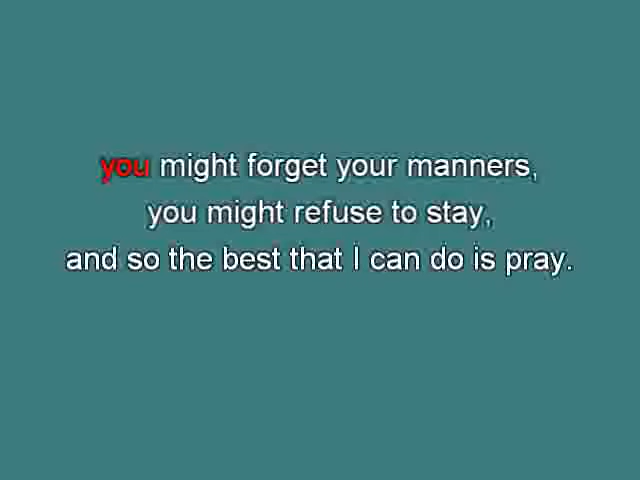 you might forget your manners,
you might refuse to stay,
and so the best that I can do is pray.